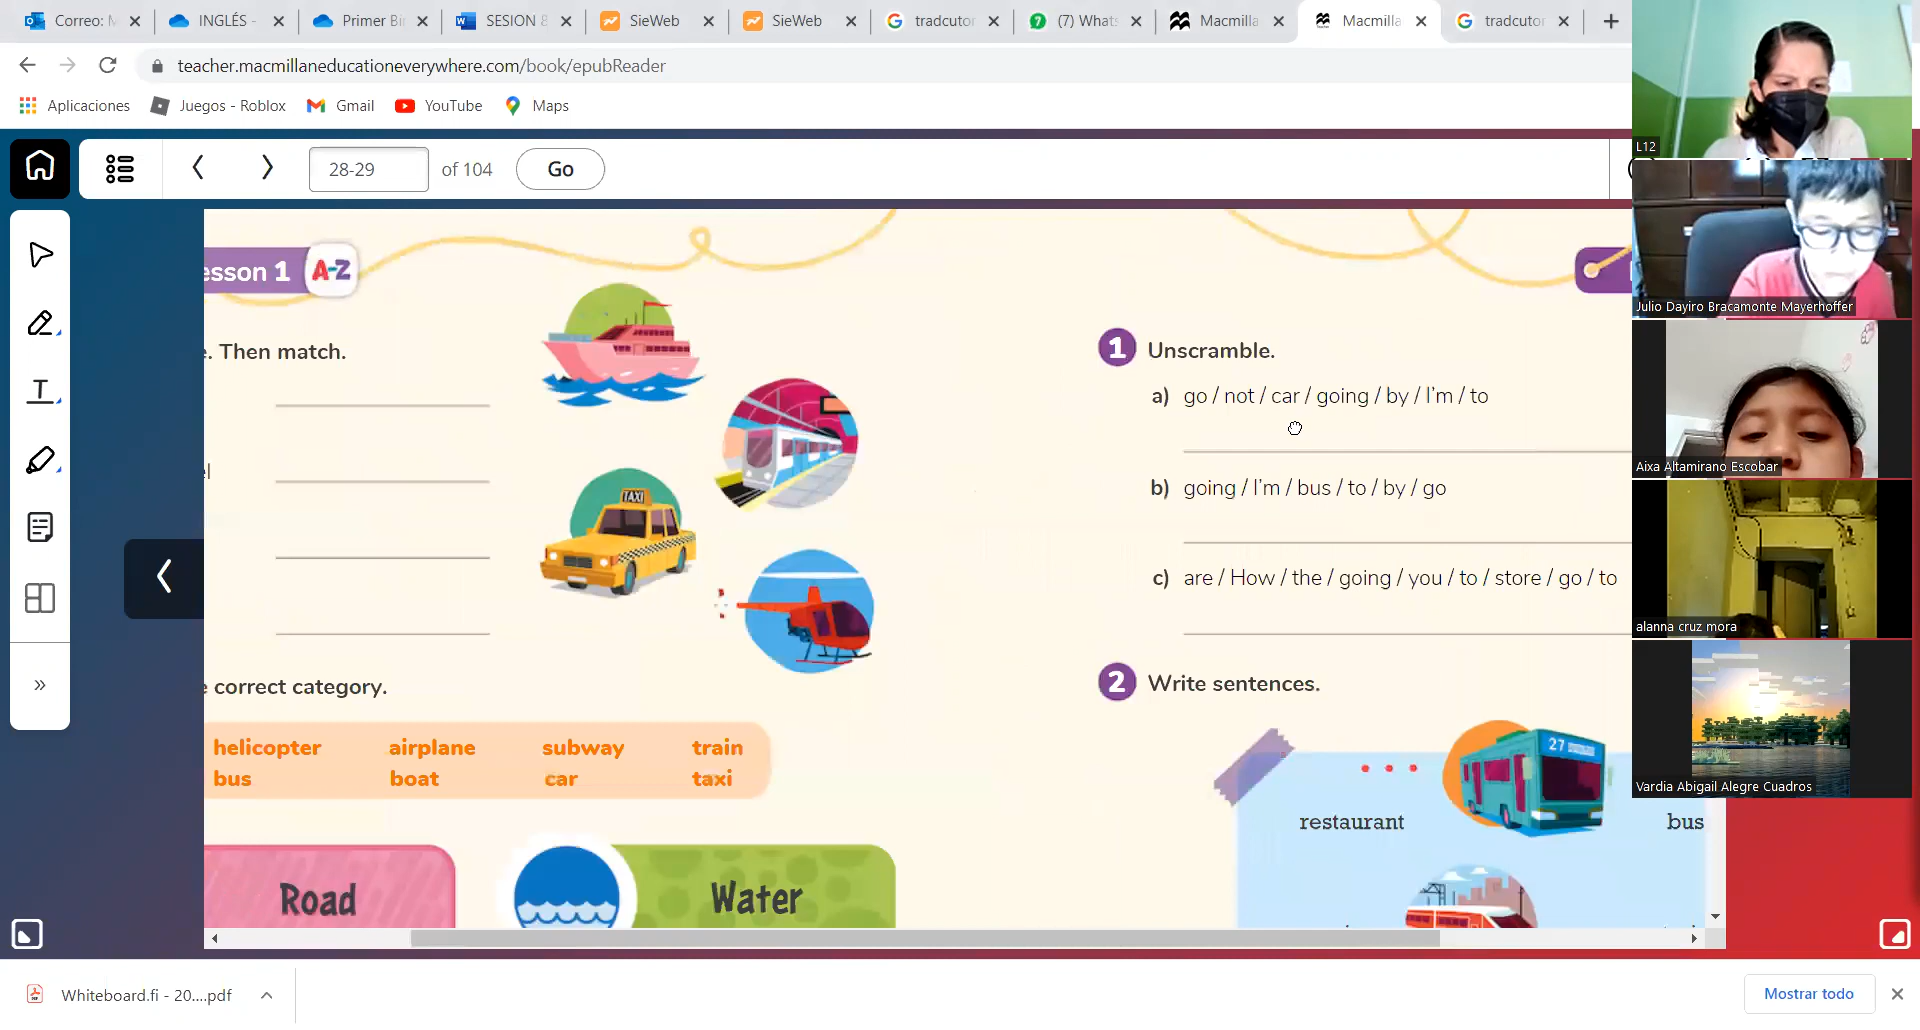 Correo: M
INGLÉS -
Primer Bi
SESION 8
SieWeb
SieWeb
tradcutor
(7) Whats
Macmilla
Macmilla
tradcutor
teacher.macmillaneducationeverywhere.com/book/epubReader
Aplicaciones
Juegos - Roblox
Gmail
YouTube
Maps
28-29
of 104
Go
esson 1 A-Z
e. Then match.
el
TAXI
e correct category.
helicopter airplane subway train
bus boat car taxi
Road
Water
1 Unscramble.
a) go / not / car / going / by / I'm / to
b) going / I'm / bus / to / by / go
c) are / How / the / going / you / to / store / go / to
2 Write sentences.
27
restaurant
bus
L12
Julio Dayiro Bracamonte Mayerhoffer
Aixa Altamirano Escobar
alanna cruz mora
Vardia Abigail Alegre Cuadros
Whiteboard.fi - 20....pdf
Mostrar todo